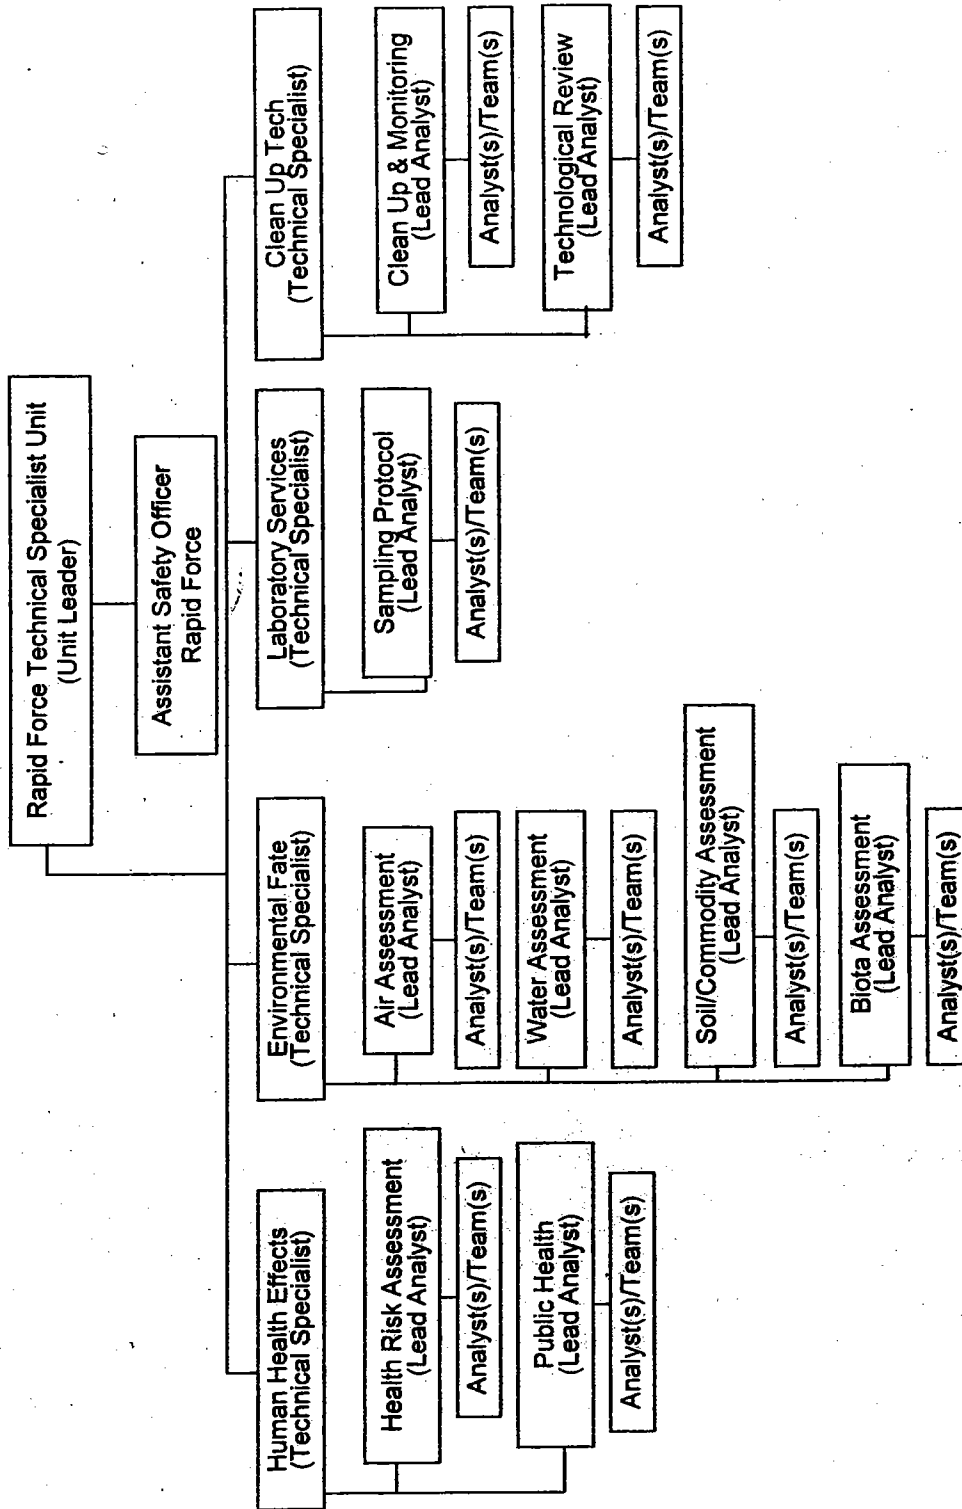 Rapid Force Technical Specialist Unit
(Unit Leader)
Assistant Safety Officer
Rapid Force
Human Health Effects
(Technical Specialist)
Health Risk Assessment
(Lead Analyst)
Analyst(s)/Team(s)
Public Health
(Lead Analyst)
Analyst(s)/Team(s)
Environmental Fate
(Technical Specialist)
Air Assessment
(Lead Analyst)
Analyst(s)/Team(s)
Water Assessment
(Lead Analyst)
Analyst(s)/Team(s)
Soil/Commodity Assessment
(Lead Analyst)
Analyst(s)/Team(s)
Biota Assessment
(Lead Analyst)
Analyst(s)/Team(s)
Laboratory Services
(Technical Specialist)
Sampling Protocol
(Lead Analyst)
Analyst(s)/Team(s)
Clean Up Tech
(Technical Specialist)
Clean Up & Monitoring
(Lead Analyst)
Analyst(s)/Team(s)
Technological Review
(Lead Analyst)
Analyst(s)/Team(s)